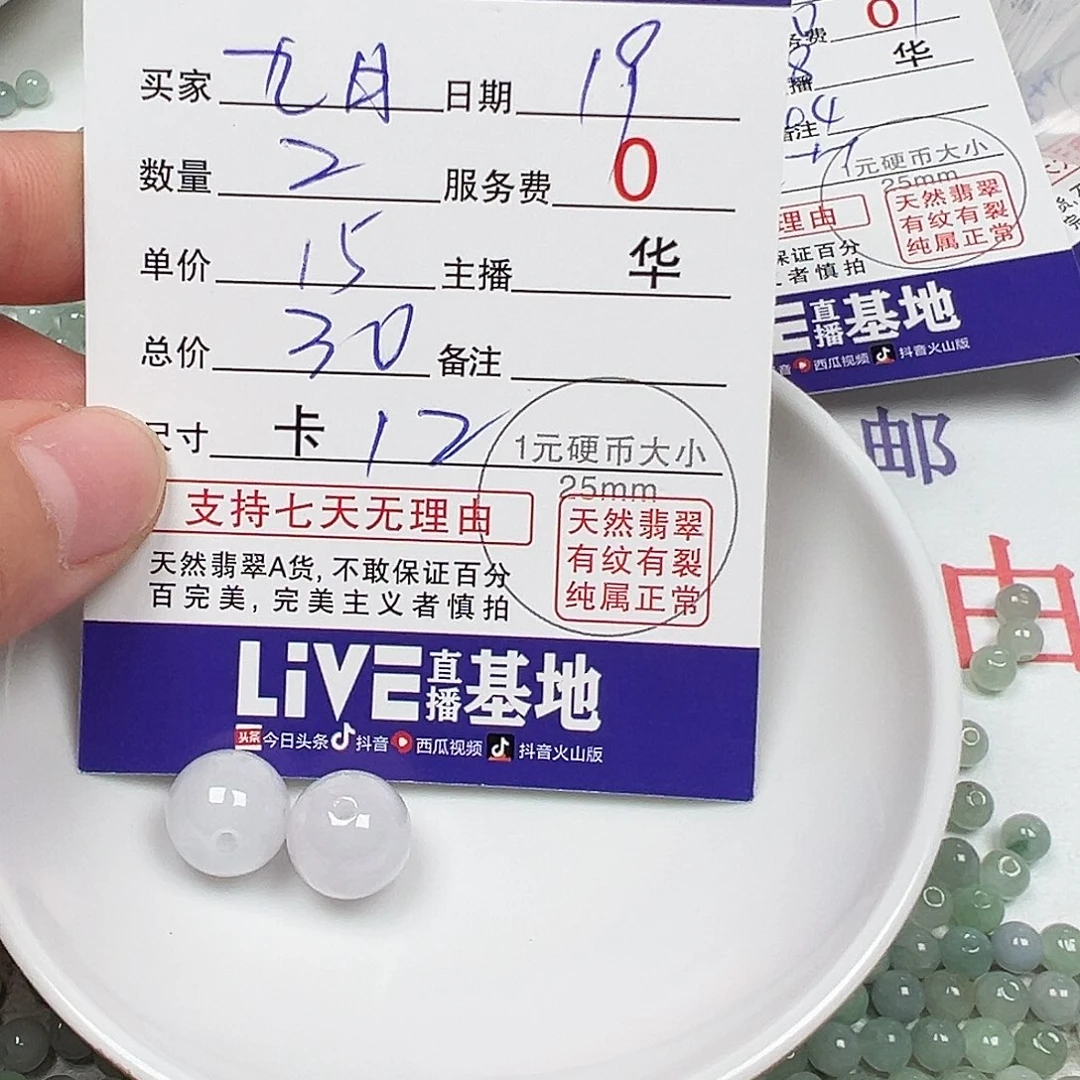 买家 九月 日期 19
数量 2 服务费 0
单价 15 主播 华
总价 30 备注
尺寸 卡 12
1元硬币大小
25mm
支持七天无理由
天然翡翠
有纹有裂
纯属正常
天然翡翠A货,不敢保证百分
百完美,完美主义者慎拍
LiVE直播基地
头条 今日头条 抖音 西瓜视频 抖音火山版
费 0
华
播
备注
1元硬币大小
25mm
理由
天然翡翠
有纹有裂
纯属正常
保证百分
者慎拍
直播基地
音 西瓜视频 抖音火山版
邮
由